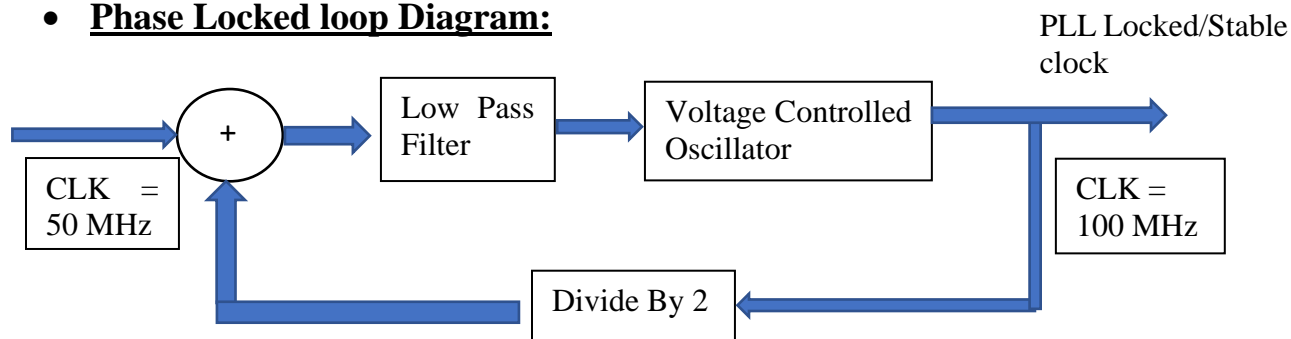 • Phase Locked loop Diagram:
PLL Locked/Stable
clock
+
Low Pass
Filter
Voltage Controlled
Oscillator
CLK =
50 MHz
CLK =
100 MHz
Divide By 2